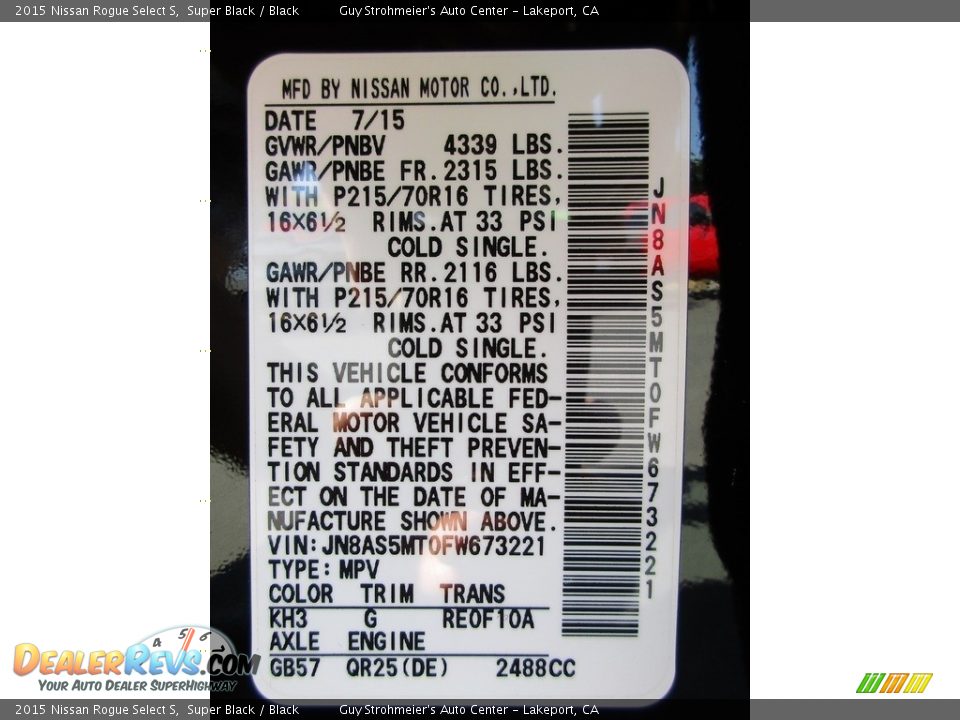 2015 Nissan Rogue Select S, Super Black / Black Guy Strohmeier's Auto Center - Lakeport, CA
MFD BY NISSAN MOTOR CO.,LTD.
DATE 7/15
GVWR/PNBV 4339 LBS.
GAWR/PNBE FR. 2315 LBS.
WITH P215/70R16 TIRES,
16×6½ RIMS.AT 33 PSI
COLD SINGLE.
GAWR/PNBE RR. 2116 LBS.
WITH P215/70R16 TIRES,
16×6½ RIMS.AT 33 PSI
COLD SINGLE.
THIS VEHICLE CONFORMS
TO ALL APPLICABLE FED-
ERAL MOTOR VEHICLE SA-
FETY AND THEFT PREVEN-
TION STANDARDS IN EFF-
ECT ON THE DATE OF MA-
NUFACTURE SHOWN ABOVE.
VIN:JN8AS5MT0FW673221
TYPE: MPV
COLOR TRIM TRANS
KH3 G RE0F10A
AXLE ENGINE
GB57 QR25(DE) 2488CC
JN8AS5MT0FW673221
4 5 6
DEALERREVS.COM
YOUR AUTO DEALER SUPERHIGHWAY
2015 Nissan Rogue Select S, Super Black / Black Guy Strohmeier's Auto Center - Lakeport, CA